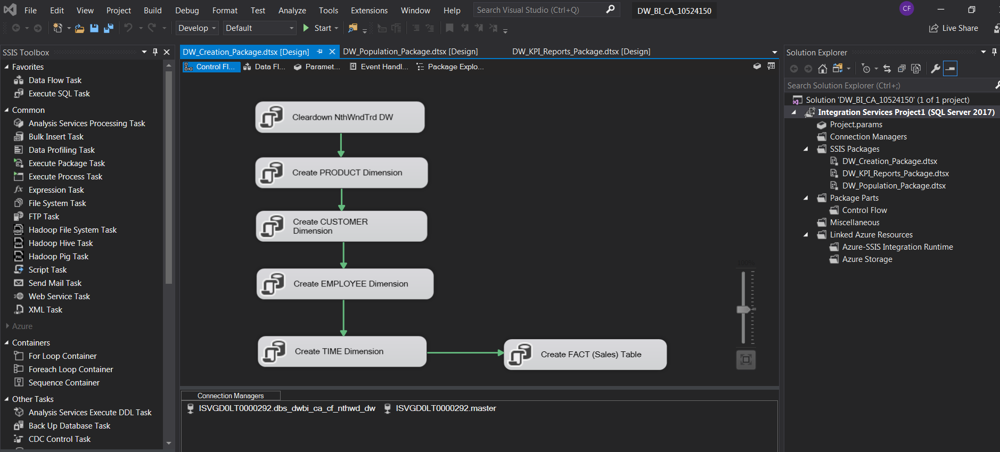 File Edit View Project Build Debug Format Test Analyze Tools Extensions Window Help Search Visual Studio (Ctrl+Q) DW_BI_CA_10524150 CF
Develop Default Start Live Share
SSIS Toolbox
Favorites
Data Flow Task
Execute SQL Task
Common
Analysis Services Processing Task
Bulk Insert Task
Data Profiling Task
Execute Package Task
Execute Process Task
Expression Task
File System Task
FTP Task
Hadoop File System Task
Hadoop Hive Task
Hadoop Pig Task
Script Task
Send Mail Task
Web Service Task
XML Task
Azure
Containers
For Loop Container
Foreach Loop Container
Sequence Container
Other Tasks
Analysis Services Execute DDL Task
Back Up Database Task
CDC Control Task
DW_Creation_Package.dtsx [Design] DW_Population_Package.dtsx [Design] DW_KPI_Reports_Package.dtsx [Design]
Control Fl... Data Fl... Paramet... Event Handl... Package Explo...
Cleardown NthWndTrd DW
Create PRODUCT Dimension
Create CUSTOMER
Dimension
Create EMPLOYEE Dimension
Create TIME Dimension
Create FACT (Sales) Table
100%
Connection Managers
ISVGD0LT0000292.dbs_dwbi_ca_cf_nthwd_dw ISVGD0LT0000292.master
Solution Explorer
Search Solution Explorer (Ctrl+;)
Solution 'DW_BI_CA_10524150' (1 of 1 project)
Integration Services Project1 (SQL Server 2017)
Project.params
Connection Managers
SSIS Packages
DW_Creation_Package.dtsx
DW_KPI_Reports_Package.dtsx
DW_Population_Package.dtsx
Package Parts
Control Flow
Miscellaneous
Linked Azure Resources
Azure-SSIS Integration Runtime
Azure Storage